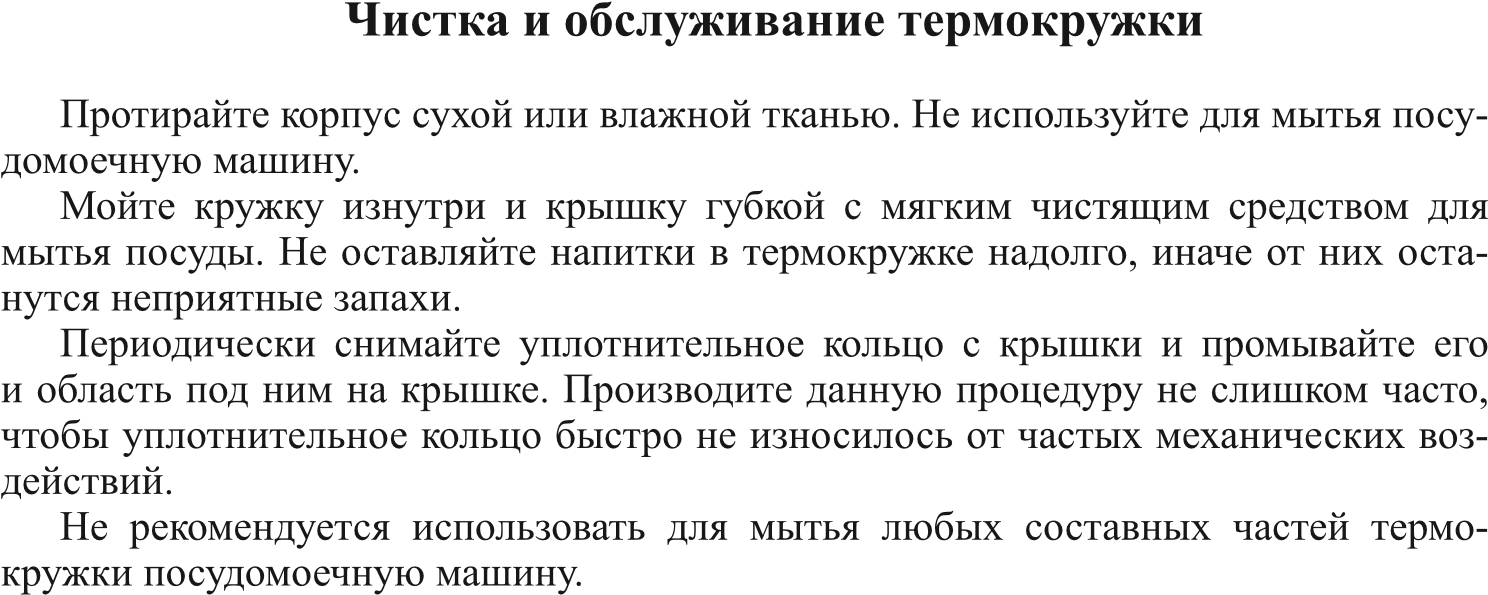 Чистка и обслуживание термокружки
Протирайте корпус сухой или влажной тканью. Не используйте для мытья посу-
домоечную машину.
Мойте кружку изнутри и крышку губкой с мягким чистящим средством для
мытья посуды. Не оставляйте напитки в термокружке надолго, иначе от них оста-
нутся неприятные запахи.
Периодически снимайте уплотнительное кольцо с крышки и промывайте его
и область под ним на крышке. Производите данную процедуру не слишком часто,
чтобы уплотнительное кольцо быстро не износилось от частых механических воз-
действий.
Не рекомендуется использовать для мытья любых составных частей термо-
кружки посудомоечную машину.